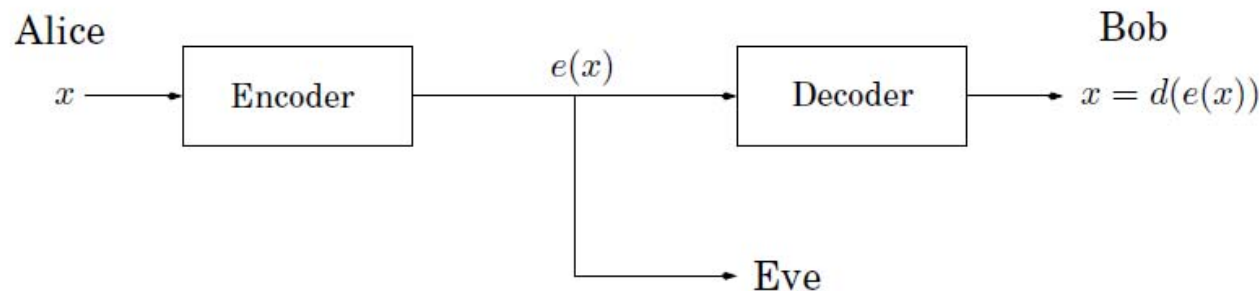 Alice
Bob
x
Encoder
e(x)
Decoder
x = d(e(x))
Eve